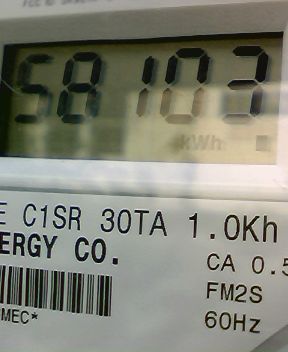 58103
kWh
E C1SR 30TA 1.0Kh
ERGY CO.
CA 0.5
FM2S
MEC*
60Hz